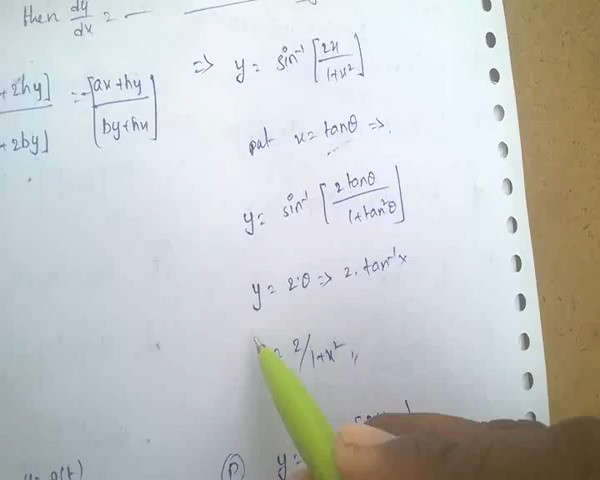 then dy/dx = —
+2hy] / +2by] = -[ax+hy / by+hx]
⇒ y = sin⁻¹ [2x / 1+x²]
put x = tanθ ⇒
y = sin⁻¹ [2tanθ / 1+tan²θ]
y = 2θ ⇒ 2. tan⁻¹x
= 2/1+x²
(P) y =